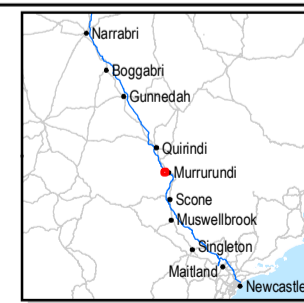 Narrabri
Boggabri
Gunnedah
Quirindi
Murrurundi
Scone
Muswellbrook
Singleton
Maitland
Newcastle